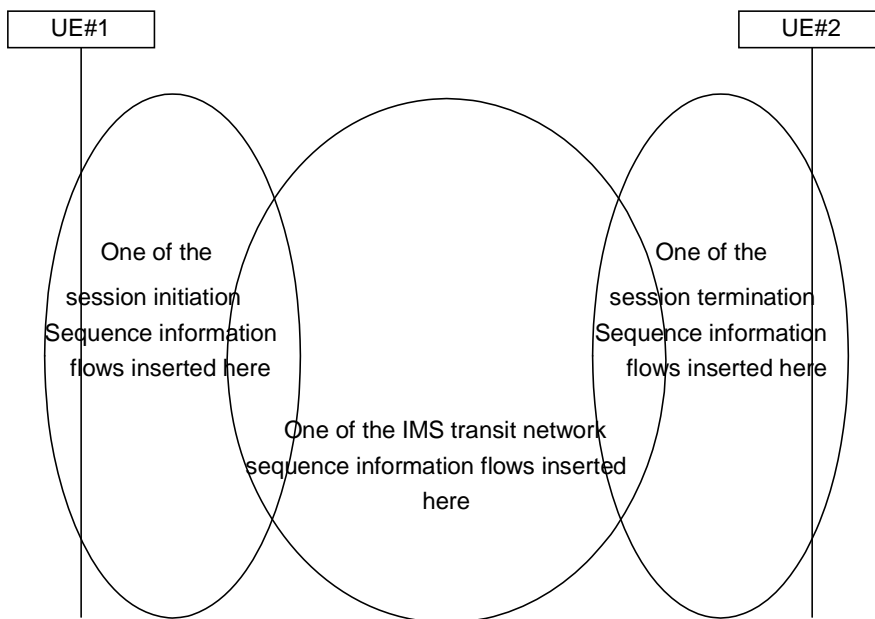 UE#1
UE#2
One of the
session initiation
Sequence information
flows inserted here
One of the
session termination
Sequence information
flows inserted here
One of the IMS transit network
sequence information flows inserted
here